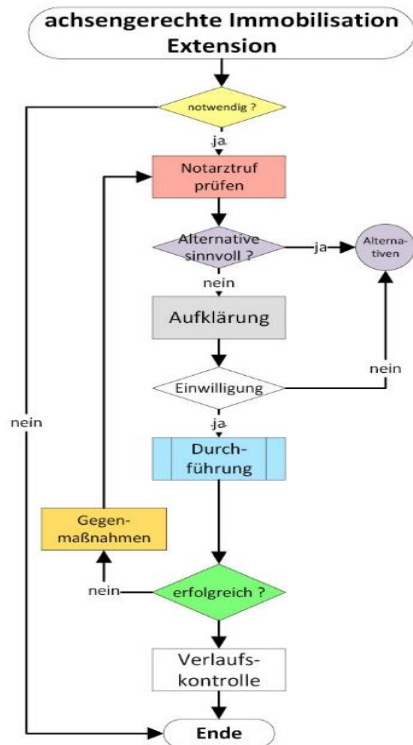 achsengerechte Immobilisation
Extension
notwendig ?
ja
Notarztruf
prüfen
Alternative
sinnvoll ?
ja
Alterna-
tiven
nein
Aufklärung
nein
Einwilligung
nein
ja
Durch-
führung
Gegen-
maßnahmen
nein
erfolgreich ?
Verlaufs-
kontrolle
Ende